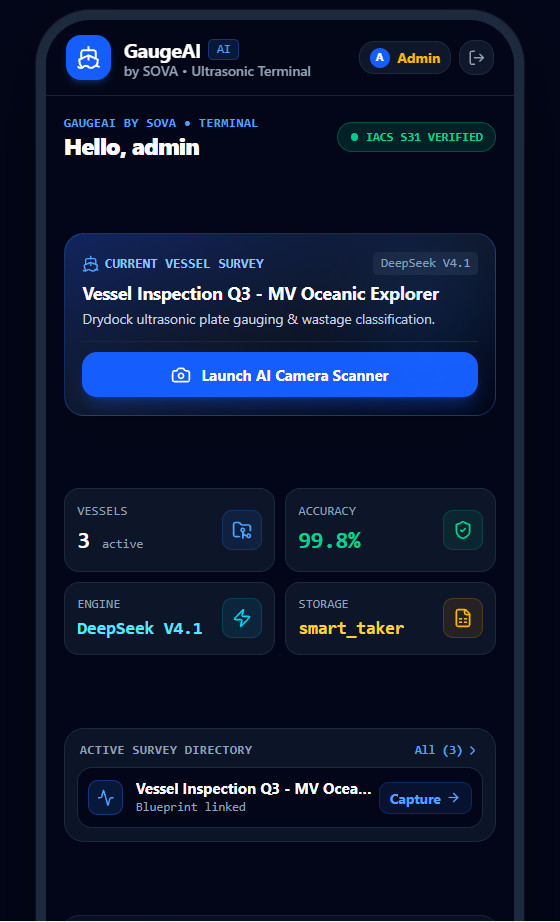 GaugeAI AI
by SOVA • Ultrasonic Terminal
A Admin
GAUGEAI BY SOVA • TERMINAL
Hello, admin
IACS S31 VERIFIED
CURRENT VESSEL SURVEY
DeepSeek V4.1
Vessel Inspection Q3 - MV Oceanic Explorer
Drydock ultrasonic plate gauging & wastage classification.
Launch AI Camera Scanner
VESSELS
3 active
ACCURACY
99.8%
ENGINE
DeepSeek V4.1
STORAGE
smart_taker
ACTIVE SURVEY DIRECTORY
All (3)
Vessel Inspection Q3 - MV Ocea...
Blueprint linked
Capture